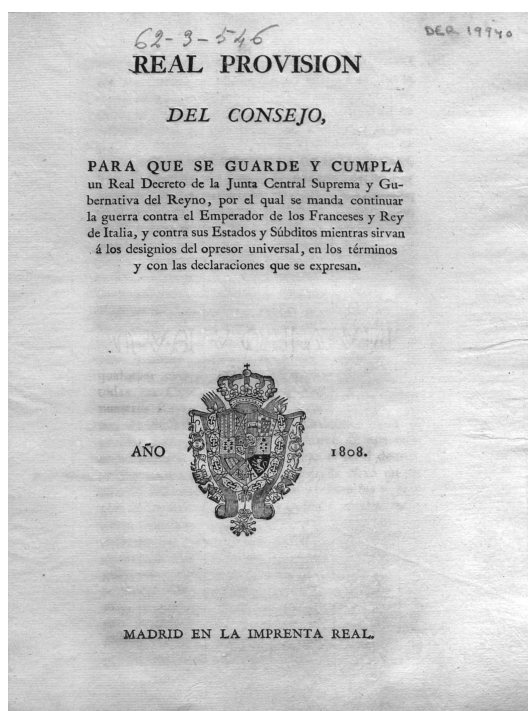 62-3-546
DER 19940
REAL PROVISION
DEL CONSEJO,
PARA QUE SE GUARDE Y CUMPLA
un Real Decreto de la Junta Central Suprema y Gu-
bernativa del Reyno, por el qual se manda continuar
la guerra contra el Emperador de los Franceses y Rey
de Italia, y contra sus Estados y Súbditos mientras sirvan
á los designios del opresor universal, en los términos
y con las declaraciones que se expresan.
AÑO 1808.
MADRID EN LA IMPRENTA REAL.